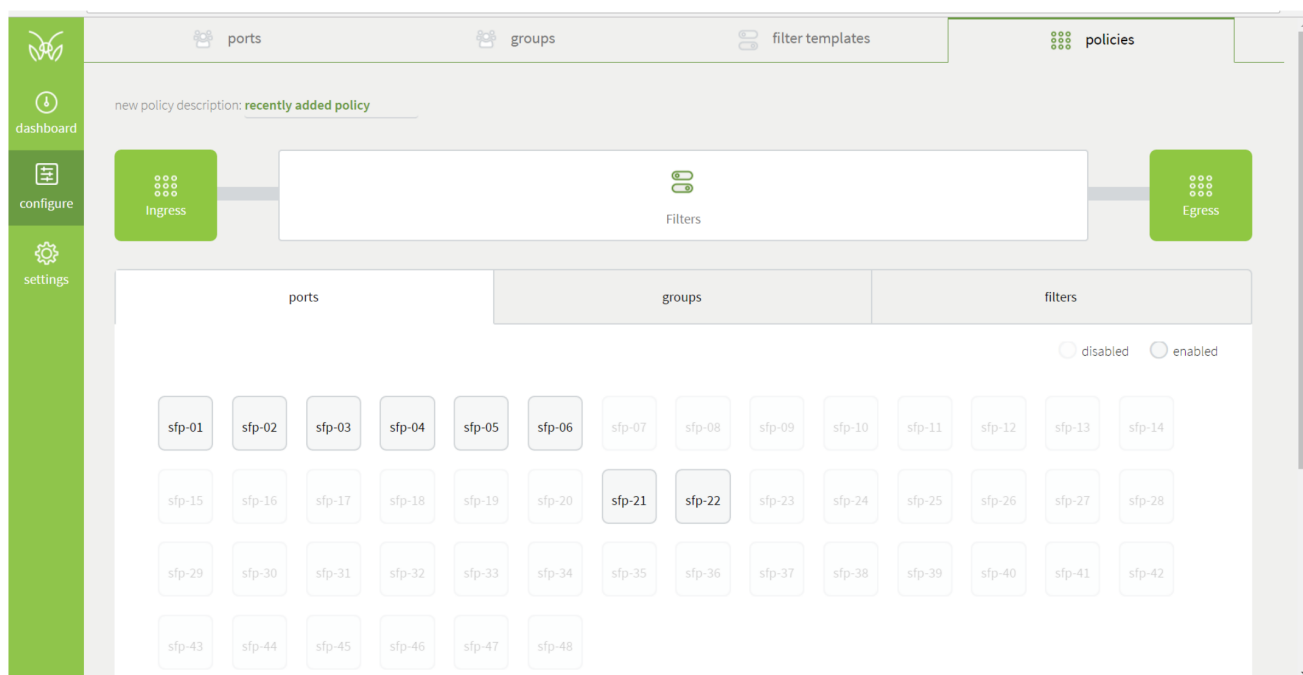 ports groups filter templates policies
new policy description: recently added policy
dashboard
configure
settings
Ingress Filters Egress
ports groups filters
disabled enabled
sfp-01 sfp-02 sfp-03 sfp-04 sfp-05 sfp-06 sfp-07 sfp-08 sfp-09 sfp-10 sfp-11 sfp-12 sfp-13 sfp-14
sfp-15 sfp-16 sfp-17 sfp-18 sfp-19 sfp-20 sfp-21 sfp-22 sfp-23 sfp-24 sfp-25 sfp-26 sfp-27 sfp-28
sfp-29 sfp-30 sfp-31 sfp-32 sfp-33 sfp-34 sfp-35 sfp-36 sfp-37 sfp-38 sfp-39 sfp-40 sfp-41 sfp-42
sfp-43 sfp-44 sfp-45 sfp-46 sfp-47 sfp-48